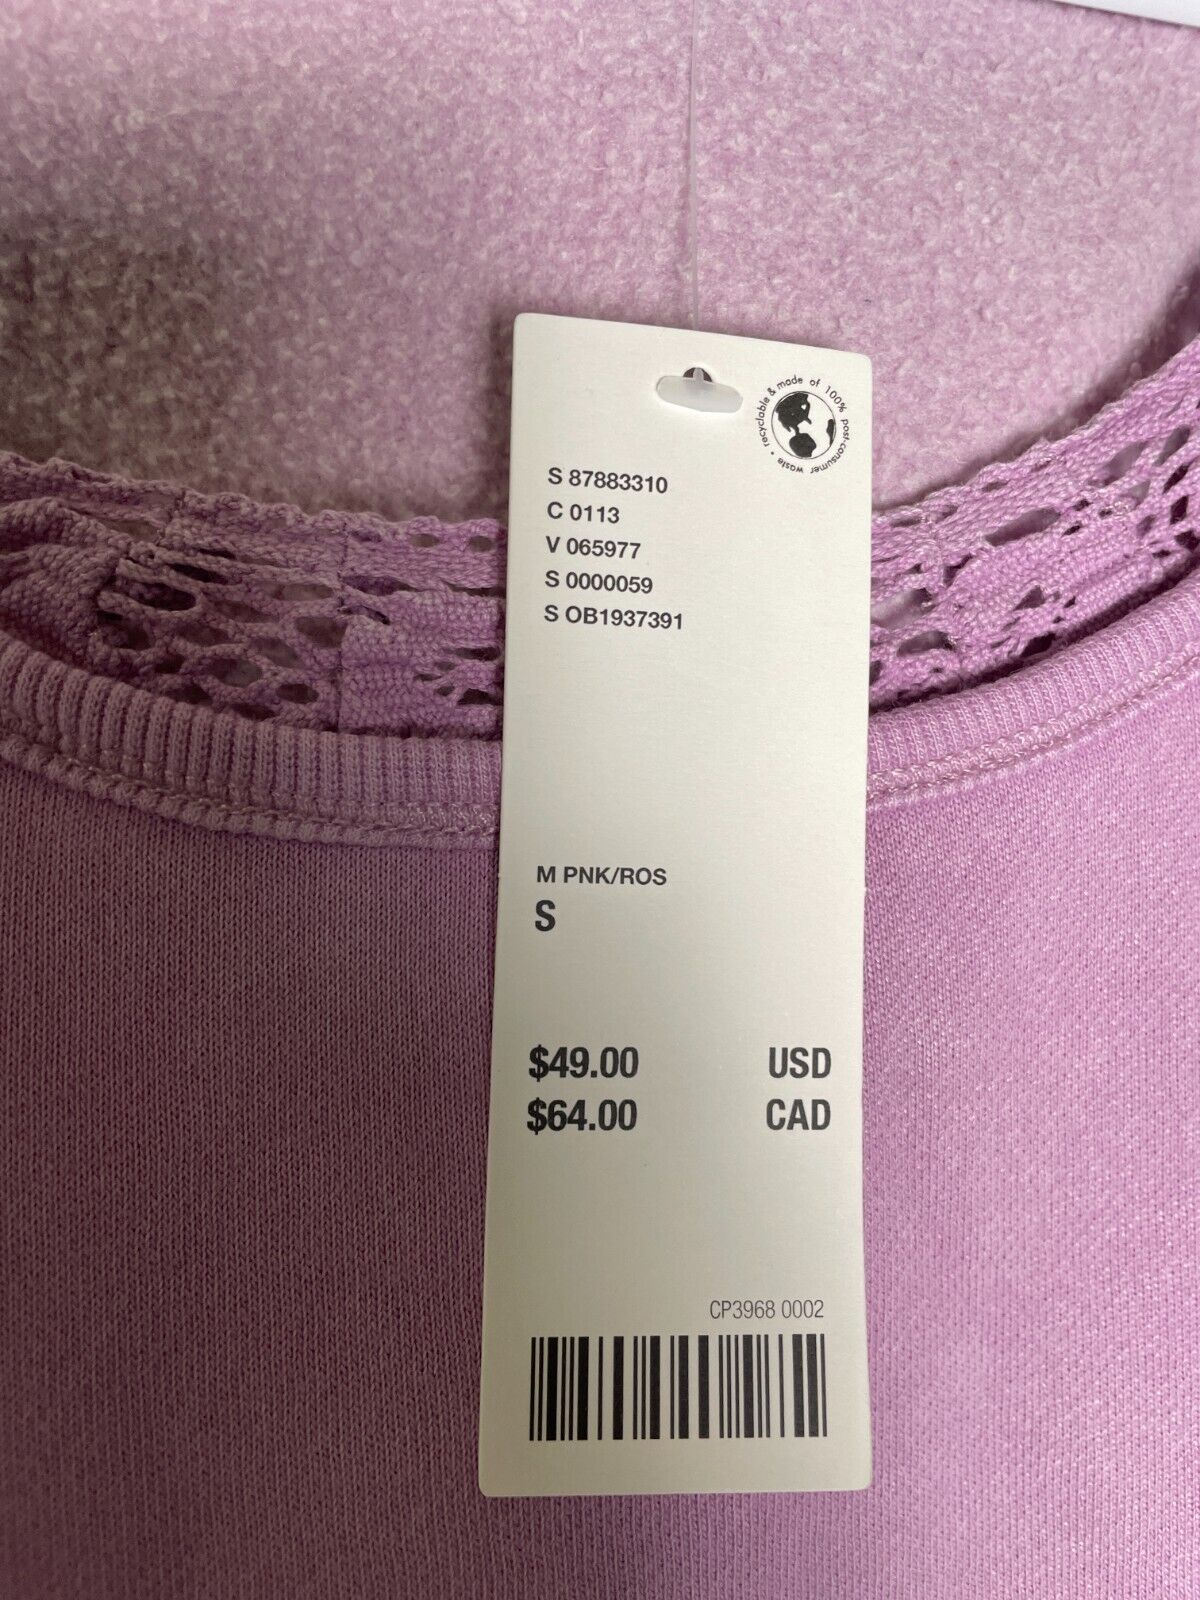 recyclable & made of 100% post-consumer waste •
S 87883310
C 0113
V 065977
S 0000059
S OB1937391
M PNK/ROS
S
$49.00 USD
$64.00 CAD
CP3968 0002